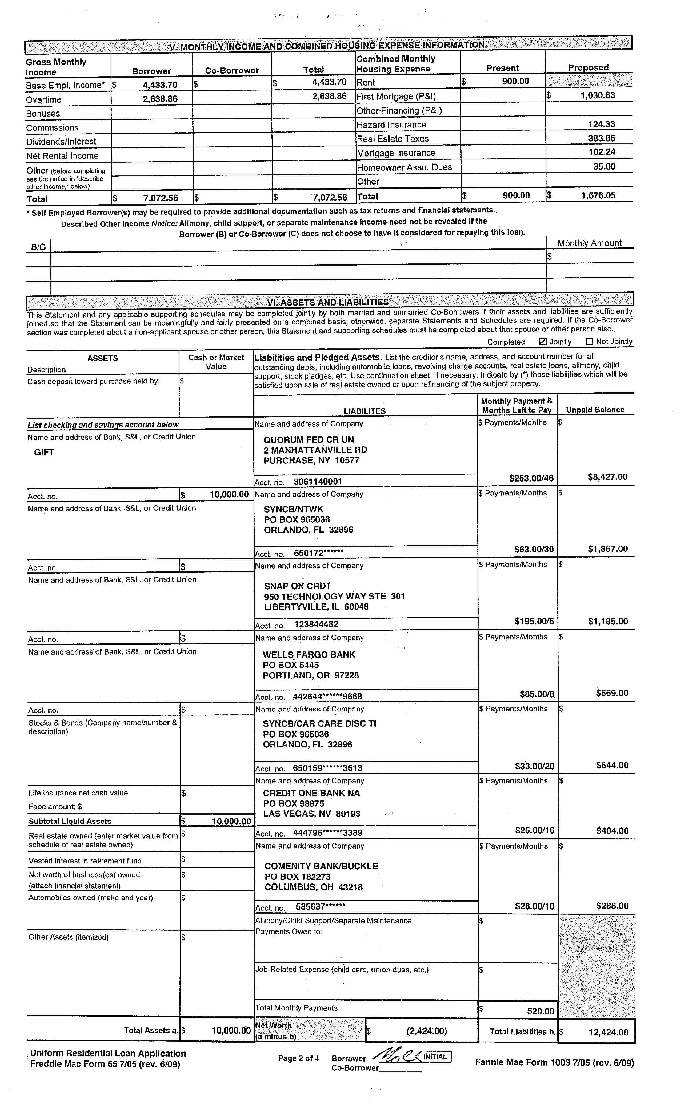 V. MONTHLY INCOME AND COMBINED HOUSING EXPENSE INFORMATION
Gross Monthly Income Borrower Co-Borrower Total Combined Monthly Housing Expense Present Proposed
Base Empl. Income* $ 4,433.70 $ $ 4,433.70 Rent $ 900.00
Overtime 2,638.86 2,638.86 First Mortgage (P&I) $ 1,030.63
Bonuses Other Financing (P&I)
Commissions Hazard Insurance 124.33
Dividends/Interest Real Estate Taxes 383.86
Net Rental Income Mortgage Insurance 102.24
Other (before completing, see the notice in "describe other income," below) Homeowner Assn. Dues 35.00
Other
Total $ 7,072.56 $ $ 7,072.56 Total $ 900.00 $ 1,676.05
* Self Employed Borrower(s) may be required to provide additional documentation such as tax returns and financial statements.
Described Other Income Notice: Alimony, child support, or separate maintenance income need not be revealed if the
Borrower (B) or Co-Borrower (C) does not choose to have it considered for repaying this loan.
B/C Monthly Amount
$
VI. ASSETS AND LIABILITIES
This Statement and any applicable supporting schedules may be completed jointly by both married and unmarried Co-Borrowers if their assets and liabilities are sufficiently
joined so that the Statement can be meaningfully and fairly presented on a combined basis; otherwise, separate Statements and Schedules are required. If the Co-Borrower
section was completed about a non-applicant spouse or other person, this Statement and supporting schedules must be completed about that spouse or other person also.
Completed ☑ Jointly ☐ Not Jointly
ASSETS Cash or Market Value
Description
Cash deposit toward purchase held by: $
Liabilities and Pledged Assets. List the creditor's name, address, and account number for all
outstanding debts, including automobile loans, revolving charge accounts, real estate loans, alimony, child
support, stock pledges, etc. Use continuation sheet, if necessary. Indicate by (*) those liabilities which will be
satisfied upon sale of real estate owned or upon refinancing of the subject property.
LIABILITES Monthly Payment & Months Left to Pay Unpaid Balance
List checking and savings account below Name and address of Company $ Payments/Months $
Name and address of Bank, S&L, or Credit Union
GIFT
QUORUM FED CR UN
2 MANHATTANVILLE RD
PURCHASE, NY 10577
Acct. no. 3061140001 $253.00/46 $8,427.00
Acct. no. $ 10,000.00 Name and address of Company $ Payments/Months $
Name and address of Bank, S&L, or Credit Union
SYNCB/NTWK
PO BOX 965036
ORLANDO, FL 32896
Acct. no. 650172****** $63.00/30 $1,867.00
Acct. no. $ Name and address of Company $ Payments/Months $
Name and address of Bank, S&L, or Credit Union
SNAP ON CRDT
950 TECHNOLOGY WAY STE 301
LIBERTYVILLE, IL 60048
Acct. no. 123844432 $195.00/6 $1,185.00
Acct. no. $ Name and address of Company $ Payments/Months $
Name and address of Bank, S&L, or Credit Union
WELLS FARGO BANK
PO BOX 5445
PORTLAND, OR 97228
Acct. no. 442644******9668 $85.00/8 $669.00
Acct. no. $ Name and address of Company $ Payments/Months $
Stocks & Bonds (Company name/number & description) $
SYNCB/CAR CARE DISC TI
PO BOX 965036
ORLANDO, FL 32896
Acct. no. 650159******3513 $33.00/20 $644.00
Name and address of Company $ Payments/Months $
Life insurance net cash value $
Face amount: $
CREDIT ONE BANK NA
PO BOX 98875
LAS VEGAS, NV 89193
Subtotal Liquid Assets $ 10,000.00
Acct. no. 444796******3389 $25.00/16 $404.00
Real estate owned (enter market value from schedule of real estate owned) $
Name and address of Company $ Payments/Months $
Vested interest in retirement fund $
Net worth of business(es) owned (attach financial statement) $
Automobiles owned (make and year) $
COMENITY BANK/BUCKLE
PO BOX 182273
COLUMBUS, OH 43218
Acct. no. 585637****** $28.00/10 $288.00
Alimony/Child Support/Separate Maintenance Payments Owed to: $
Other Assets (itemized) $
Job-Related Expense (child care, union dues, etc.) $
Total Monthly Payments $ 520.00
Total Assets a. $ 10,000.00 Net Worth (a minus b) $ (2,424.00) Total Liabilities b. $ 12,424.00
Uniform Residential Loan Application
Freddie Mac Form 65 7/05 (rev. 6/09)
Page 2 of 4
Borrower INITIAL
Co-Borrower
Fannie Mae Form 1003 7/05 (rev. 6/09)